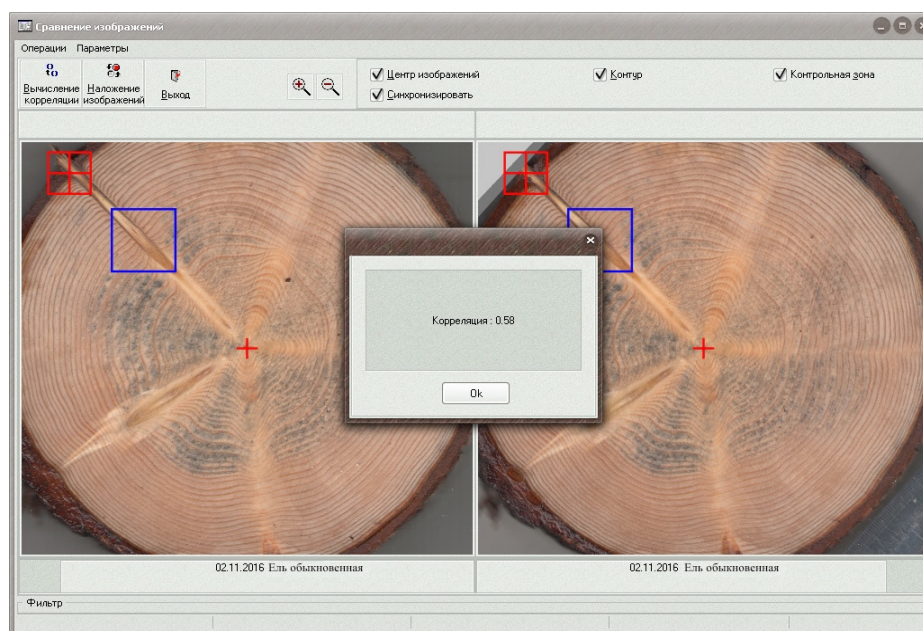 Сравнение изображений
Операции Параметры
Вычисление корреляции
Наложение изображений
Выход
Центр изображений
Контур
Контрольная зона
Синхронизировать
Корреляция : 0.58
Ok
02.11.2016 Ель обыкновенная
02.11.2016 Ель обыкновенная
Фильтр